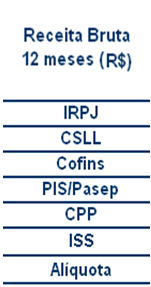 Receita Bruta
12 meses (R$)
IRPJ
CSLL
Cofins
PIS/Pasep
CPP
ISS
Alíquota